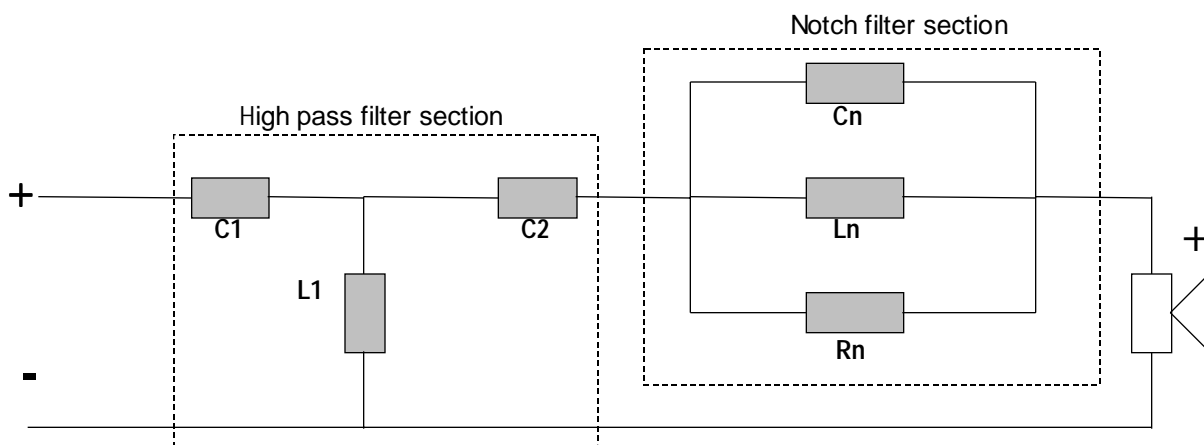 Notch filter section
Cn
High pass filter section
+
C1
C2
Ln
+
L1
Rn
-